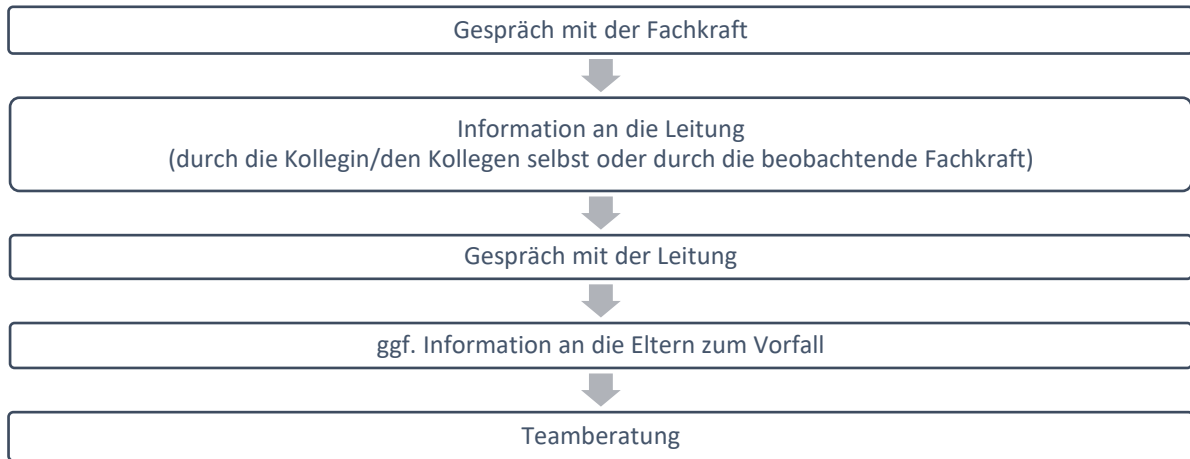 Gespräch mit der Fachkraft
Information an die Leitung
(durch die Kollegin/den Kollegen selbst oder durch die beobachtende Fachkraft)
Gespräch mit der Leitung
ggf. Information an die Eltern zum Vorfall
Teamberatung